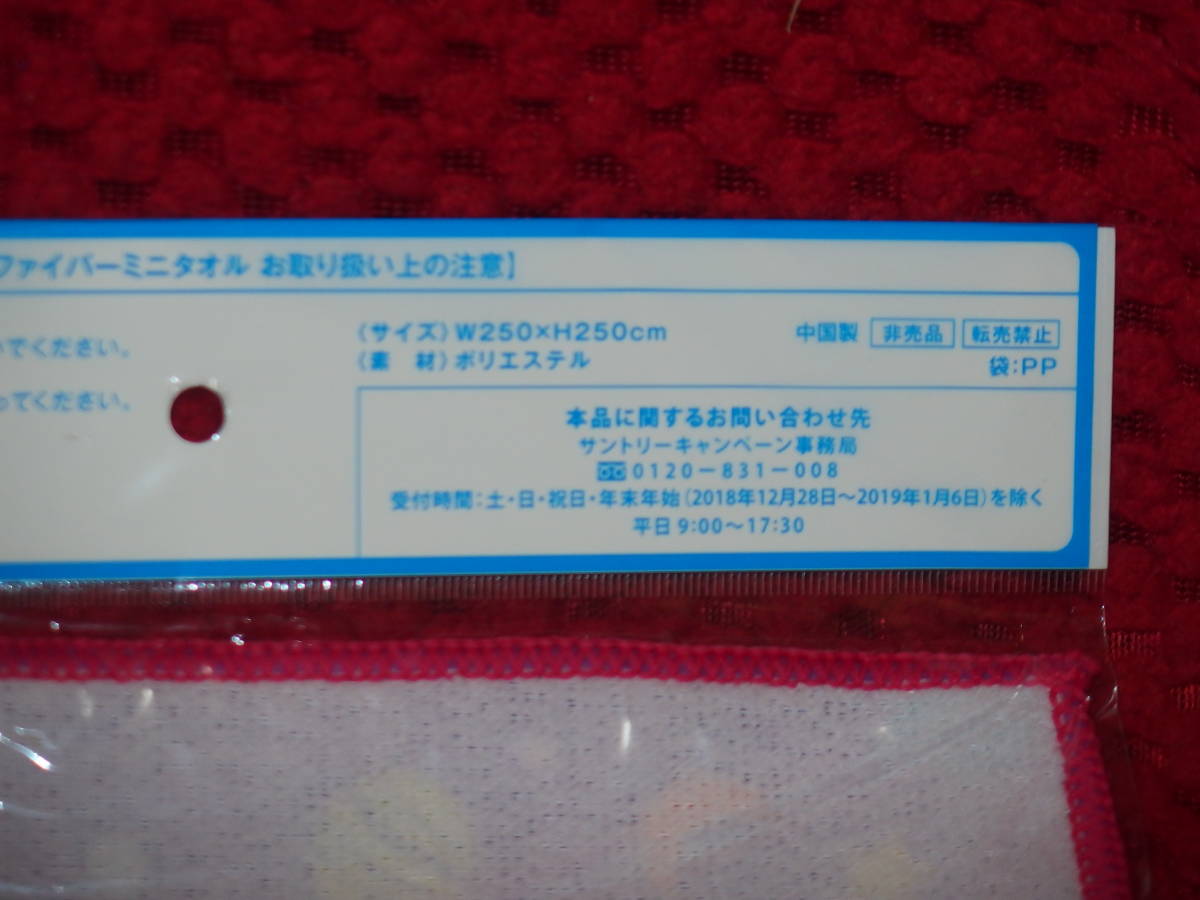 ファイバーミニタオル お取り扱い上の注意】
でください。
ってください。
〈サイズ〉W250×H250cm
〈素 材〉ポリエステル
中国製 非売品 転売禁止
袋:PP
本品に関するお問い合わせ先
サントリーキャンペーン事務局
0120-831-008
受付時間:土・日・祝日・年末年始(2018年12月28日~2019年1月6日)を除く
平日9:00~17:30